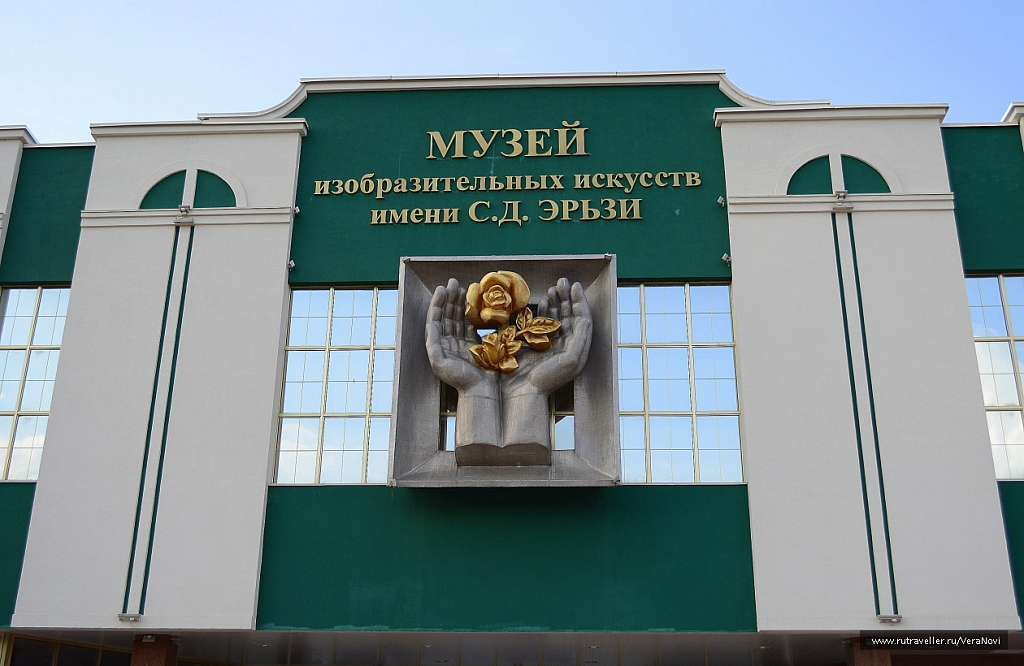 МУЗЕЙ
изобразительных искусств
имени С.Д. ЭРЬЗИ
www.rutraveller.ru/VeraNovi